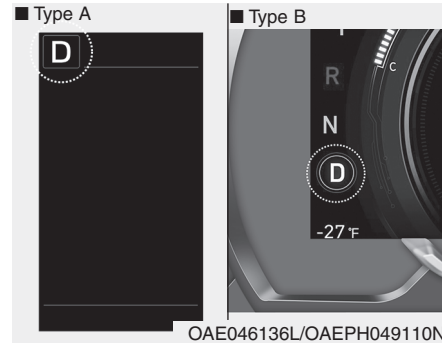 ■ Type A
D
■ Type B
R
N
D
C
-27 °F
OAE046136L/OAEPH049110N